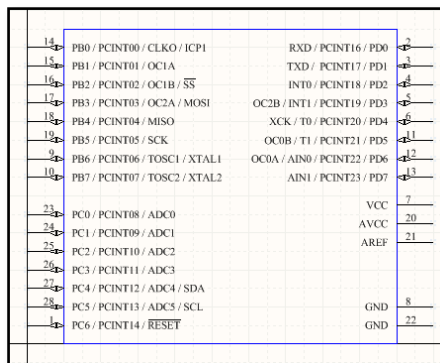 14 PB0 / PCINT00 / CLKO / ICP1 RXD / PCINT16 / PD0 2
15 PB1 / PCINT01 / OC1A TXD / PCINT17 / PD1 3
16 PB2 / PCINT02 / OC1B / SS INT0 / PCINT18 / PD2 4
17 PB3 / PCINT03 / OC2A / MOSI OC2B / INT1 / PCINT19 / PD3 5
18 PB4 / PCINT04 / MISO XCK / T0 / PCINT20 / PD4 6
19 PB5 / PCINT05 / SCK OC0B / T1 / PCINT21 / PD5 11
9 PB6 / PCINT06 / TOSC1 / XTAL1 OC0A / AIN0 / PCINT22 / PD6 12
10 PB7 / PCINT07 / TOSC2 / XTAL2 AIN1 / PCINT23 / PD7 13
VCC 7
23 PC0 / PCINT08 / ADC0
AVCC 20
24 PC1 / PCINT09 / ADC1
AREF 21
25 PC2 / PCINT10 / ADC2
26 PC3 / PCINT11 / ADC3
27 PC4 / PCINT12 / ADC4 / SDA
28 PC5 / PCINT13 / ADC5 / SCL GND 8
1 PC6 / PCINT14 / RESET GND 22